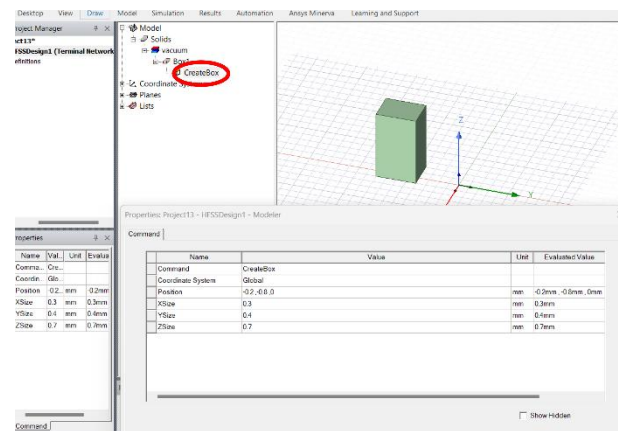 Desktop View Draw Model Simulation Results Automation Ansys Minerva Learning and Support
roject Manager
ect13*
FSSDesign1 (Terminal Network
efinitions
Model
Solids
vacuum
Box1
CreateBox
Coordinate Sy
Planes
Lists
Z
X
Properties: Project13 - HFSSDesign1 - Modeler
Command
Name Value Unit Evaluated Value
Command CreateBox
Coordinate System Global
Position -0.2,-0.8,0 mm -0.2mm , -0.8mm , 0mm
XSize 0.3 mm 0.3mm
YSize 0.4 mm 0.4mm
ZSize 0.7 mm 0.7mm
Show Hidden
roperties
Name Val... Unit Evalua
Comma... Cre...
Coordin... Glo...
Position -0.2... mm -0.2mm
XSize 0.3 mm 0.3mm
YSize 0.4 mm 0.4mm
ZSize 0.7 mm 0.7mm
Command